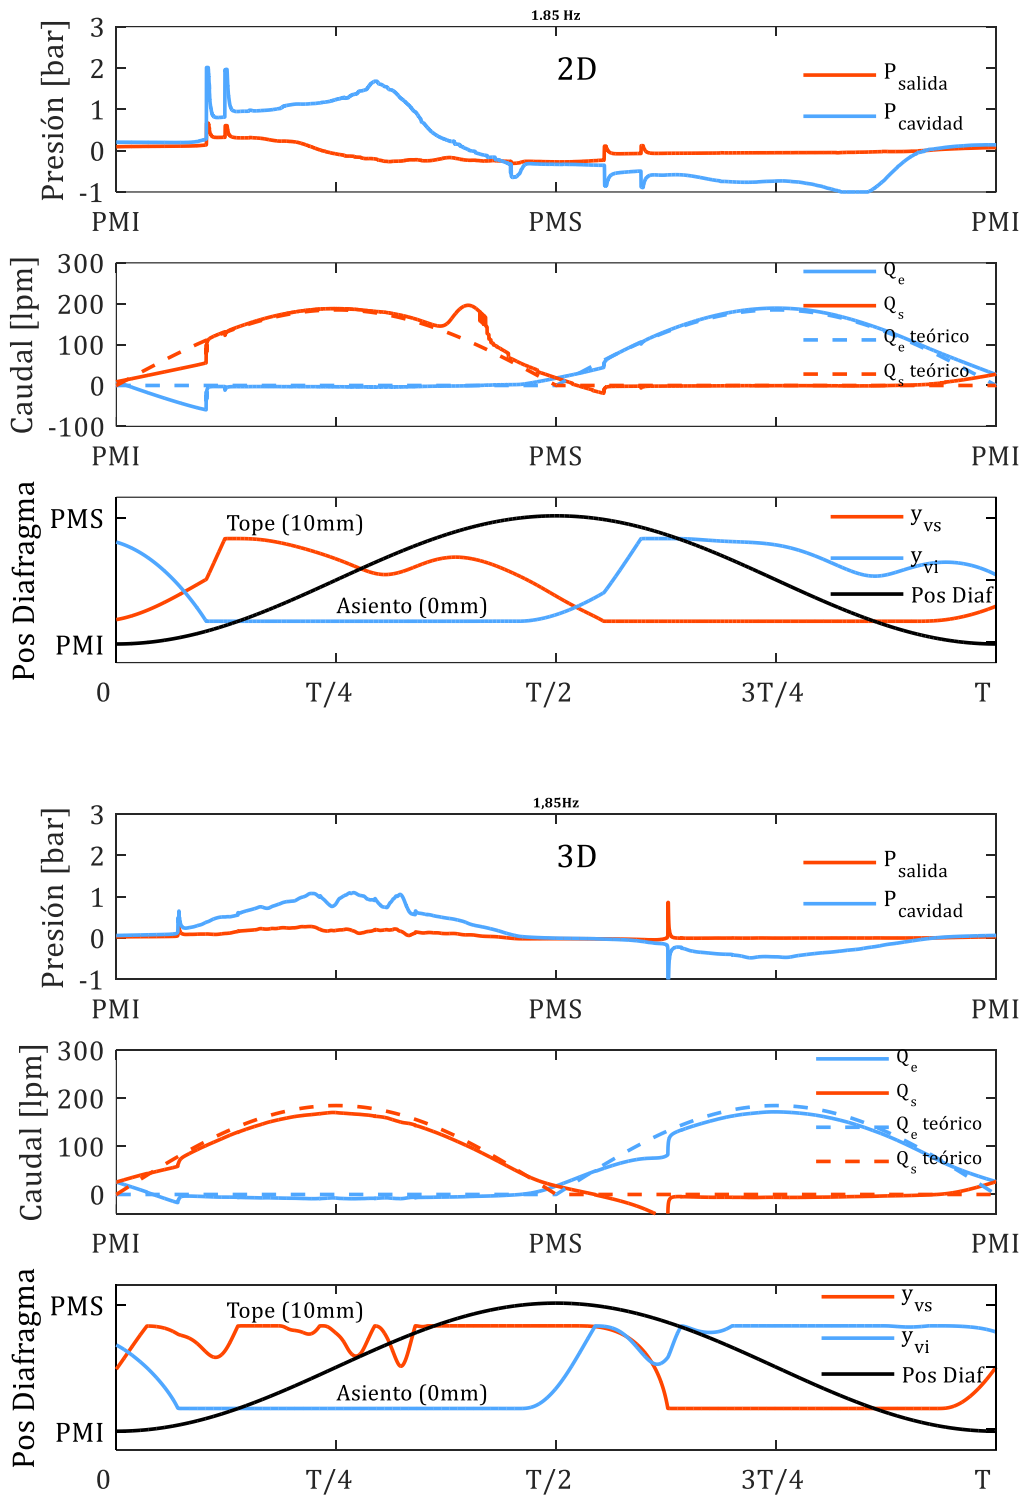 1.85 Hz
3
2
1
0
-1
Presión [bar]
2D
P salida
P cavidad
PMI PMS PMI
300
200
100
0
-100
Caudal [lpm]
Q e
Q s
Q e teórico
Q s teórico
PMI PMS PMI
PMS
PMI
Pos Diafragma
Tope (10mm)
Asiento (0mm)
y vs
y vi
Pos Diaf
0 T/4 T/2 3T/4 T
1,85Hz
3
2
1
0
-1
Presión [bar]
3D
P salida
P cavidad
PMI PMS PMI
300
200
100
0
Caudal [lpm]
Q e
Q s
Q e teórico
Q s teórico
PMI PMS PMI
PMS
PMI
Pos Diafragma
Tope (10mm)
Asiento (0mm)
y vs
y vi
Pos Diaf
0 T/4 T/2 3T/4 T